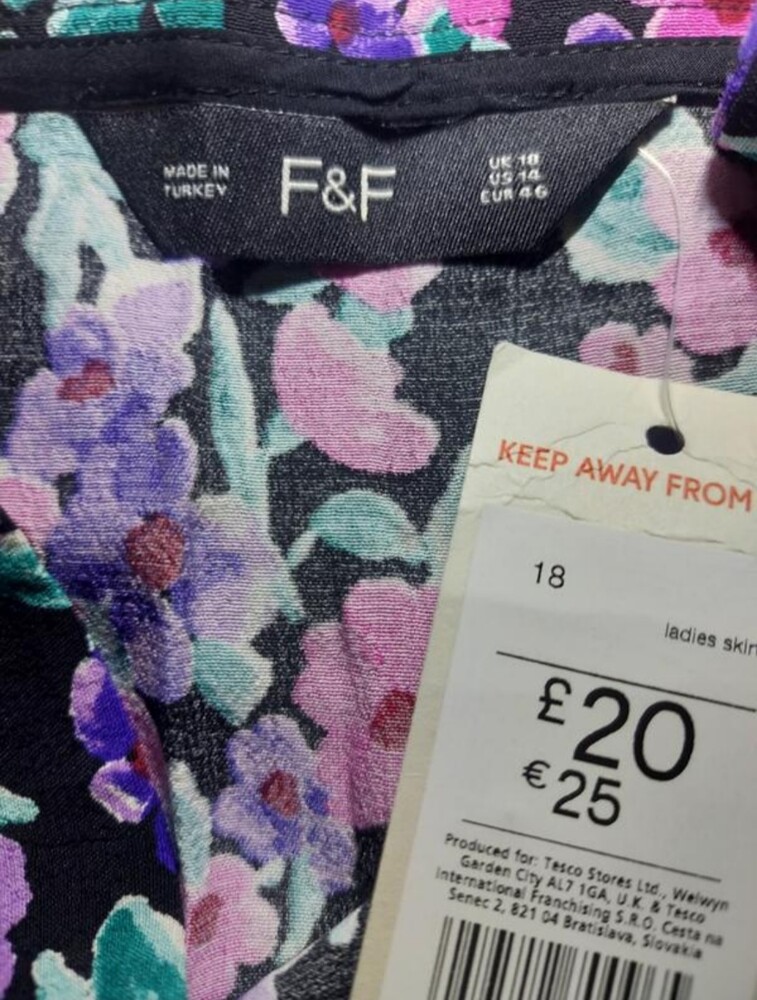 MADE IN
TURKEY
F&F
UK 18
US 14
EUR 46
KEEP AWAY FROM
18
ladies skir
£20
€25
Produced for: Tesco Stores Ltd., Welwyn
Garden City AL7 1GA, U.K. & Tesco
International Franchising S.R.O. Cesta na
Senec 2, 821 04 Bratislava, Slovakia